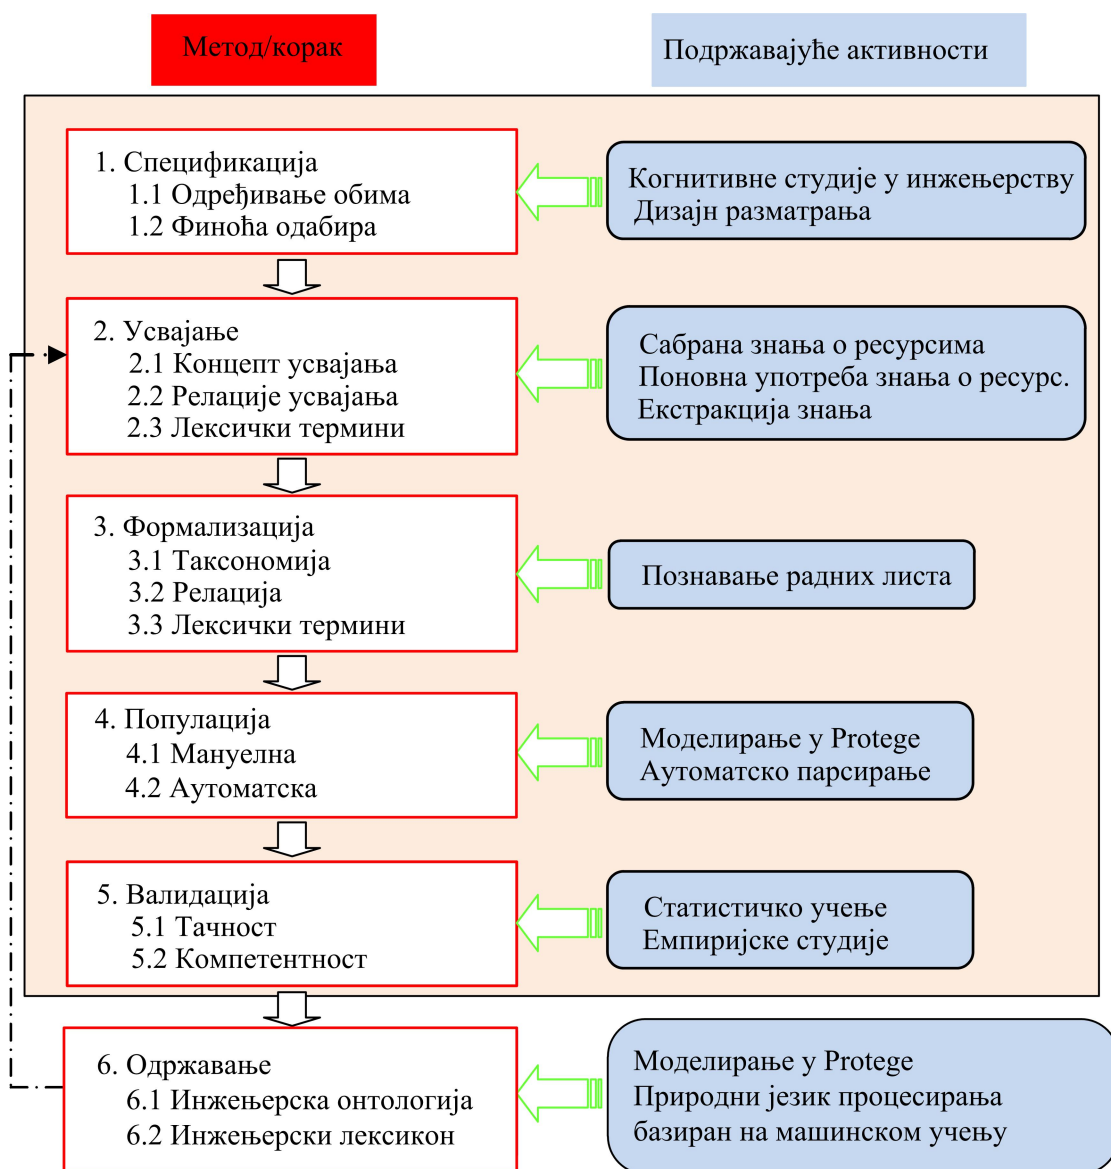 Метод/корак
Подржавајуће активности
1. Спецификација
1.1 Одређивање обима
1.2 Финоћа одабира
Когнитивне студије у инжењерству
Дизајн разматрања
2. Усвајање
2.1 Концепт усвајања
2.2 Релације усвајања
2.3 Лексички термини
Сабрана знања о ресурсима
Поновна употреба знања о ресурс.
Екстракција знања
3. Формализација
3.1 Таксономија
3.2 Релација
3.3 Лексички термини
Познавање радних листа
4. Популација
4.1 Мануелна
4.2 Аутоматска
Моделирање у Protege
Аутоматско парсирање
5. Валидација
5.1 Тачност
5.2 Компетентност
Статистичко учење
Емпиријске студије
6. Одржавање
6.1 Инжењерска онтологија
6.2 Инжењерски лексикон
Моделирање у Protege
Природни језик процесирања
базиран на машинском учењу